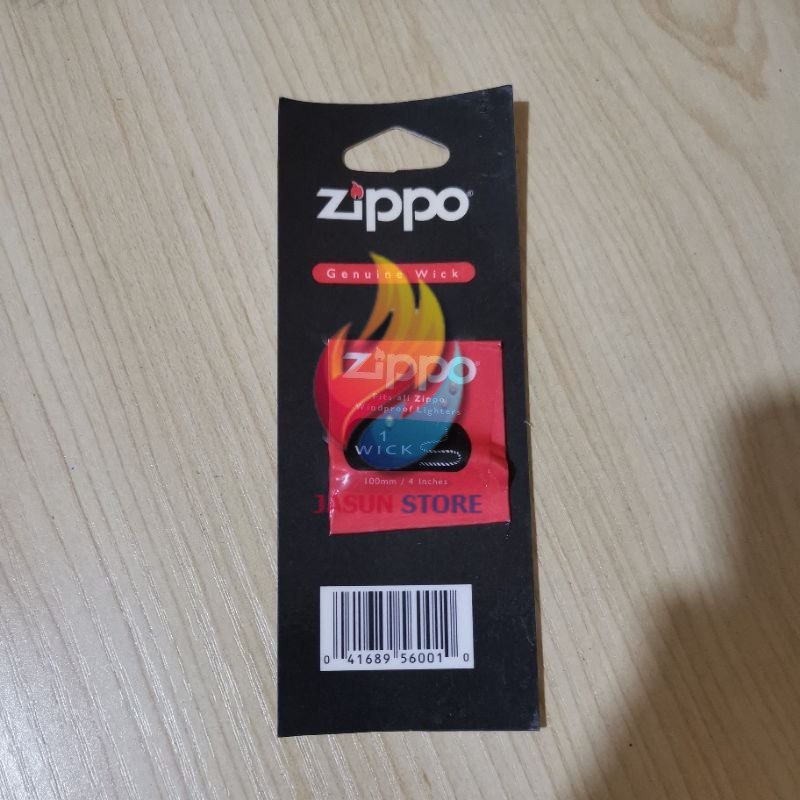 Zippo®
Genuine Wick
Zippo®
Fits all Zippo
Windproof Lighters
1
WICK
100mm / 4 Inches
JASUN STORE
0 41689 56001 0